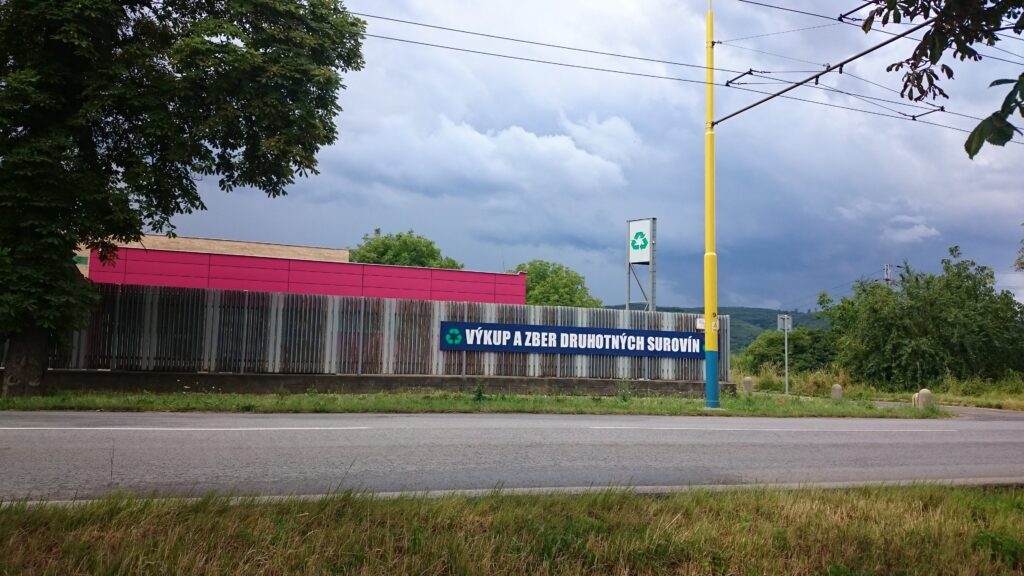 VÝKUP A ZBER DRUHOTNÝCH SUROVÍN